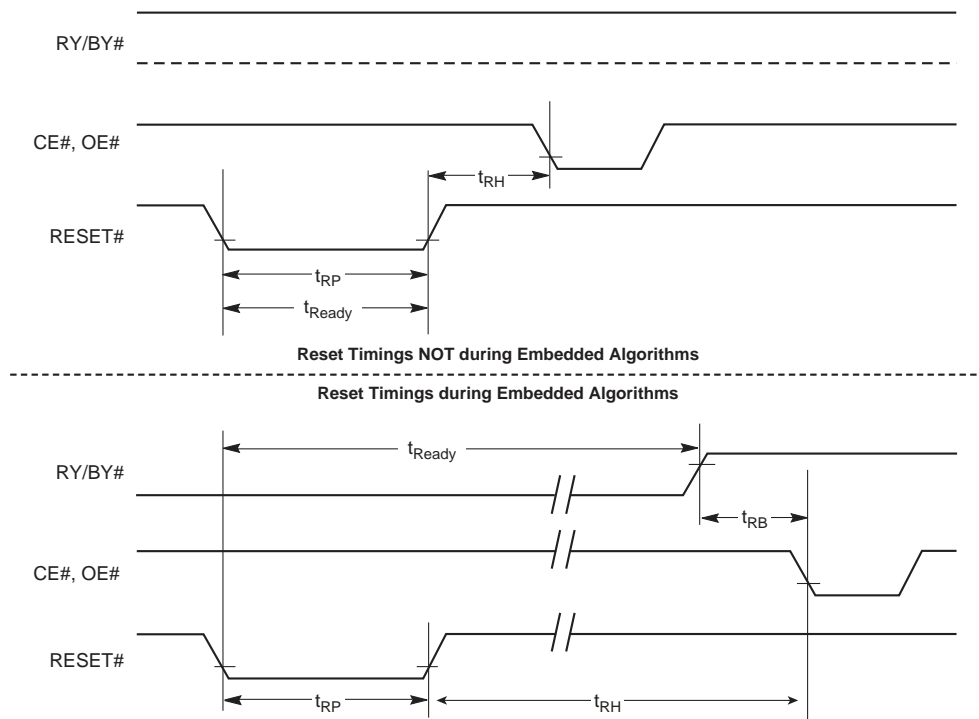 RY/BY#
CE#, OE#
tRH
RESET#
tRP
tReady
Reset Timings NOT during Embedded Algorithms
Reset Timings during Embedded Algorithms
tReady
RY/BY#
tRB
CE#, OE#
RESET#
tRP
tRH